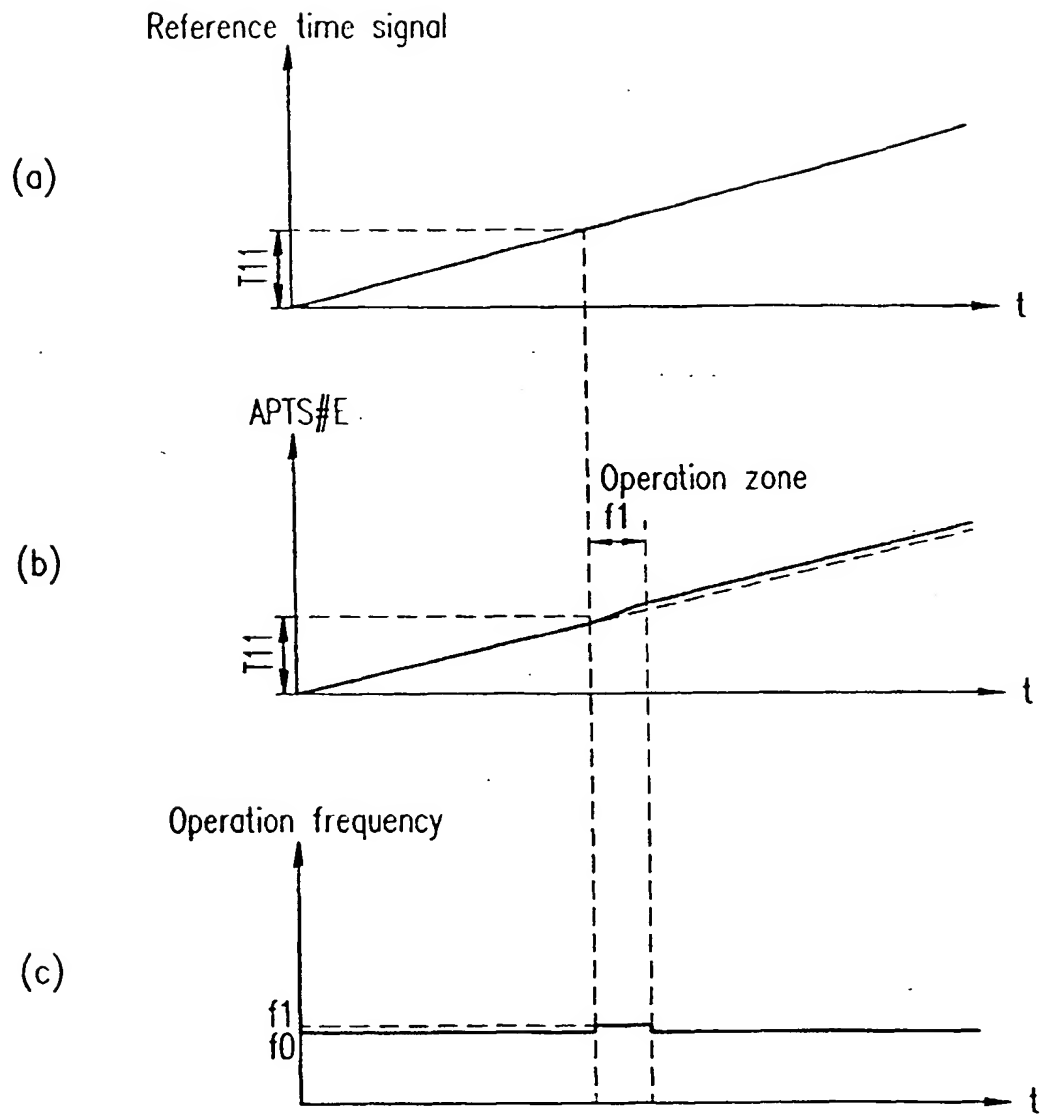 Reference time signal
(a)
T11
t
APTS#E
Operation zone
f1
(b)
T11
t
Operation frequency
(c)
f1
f0
t